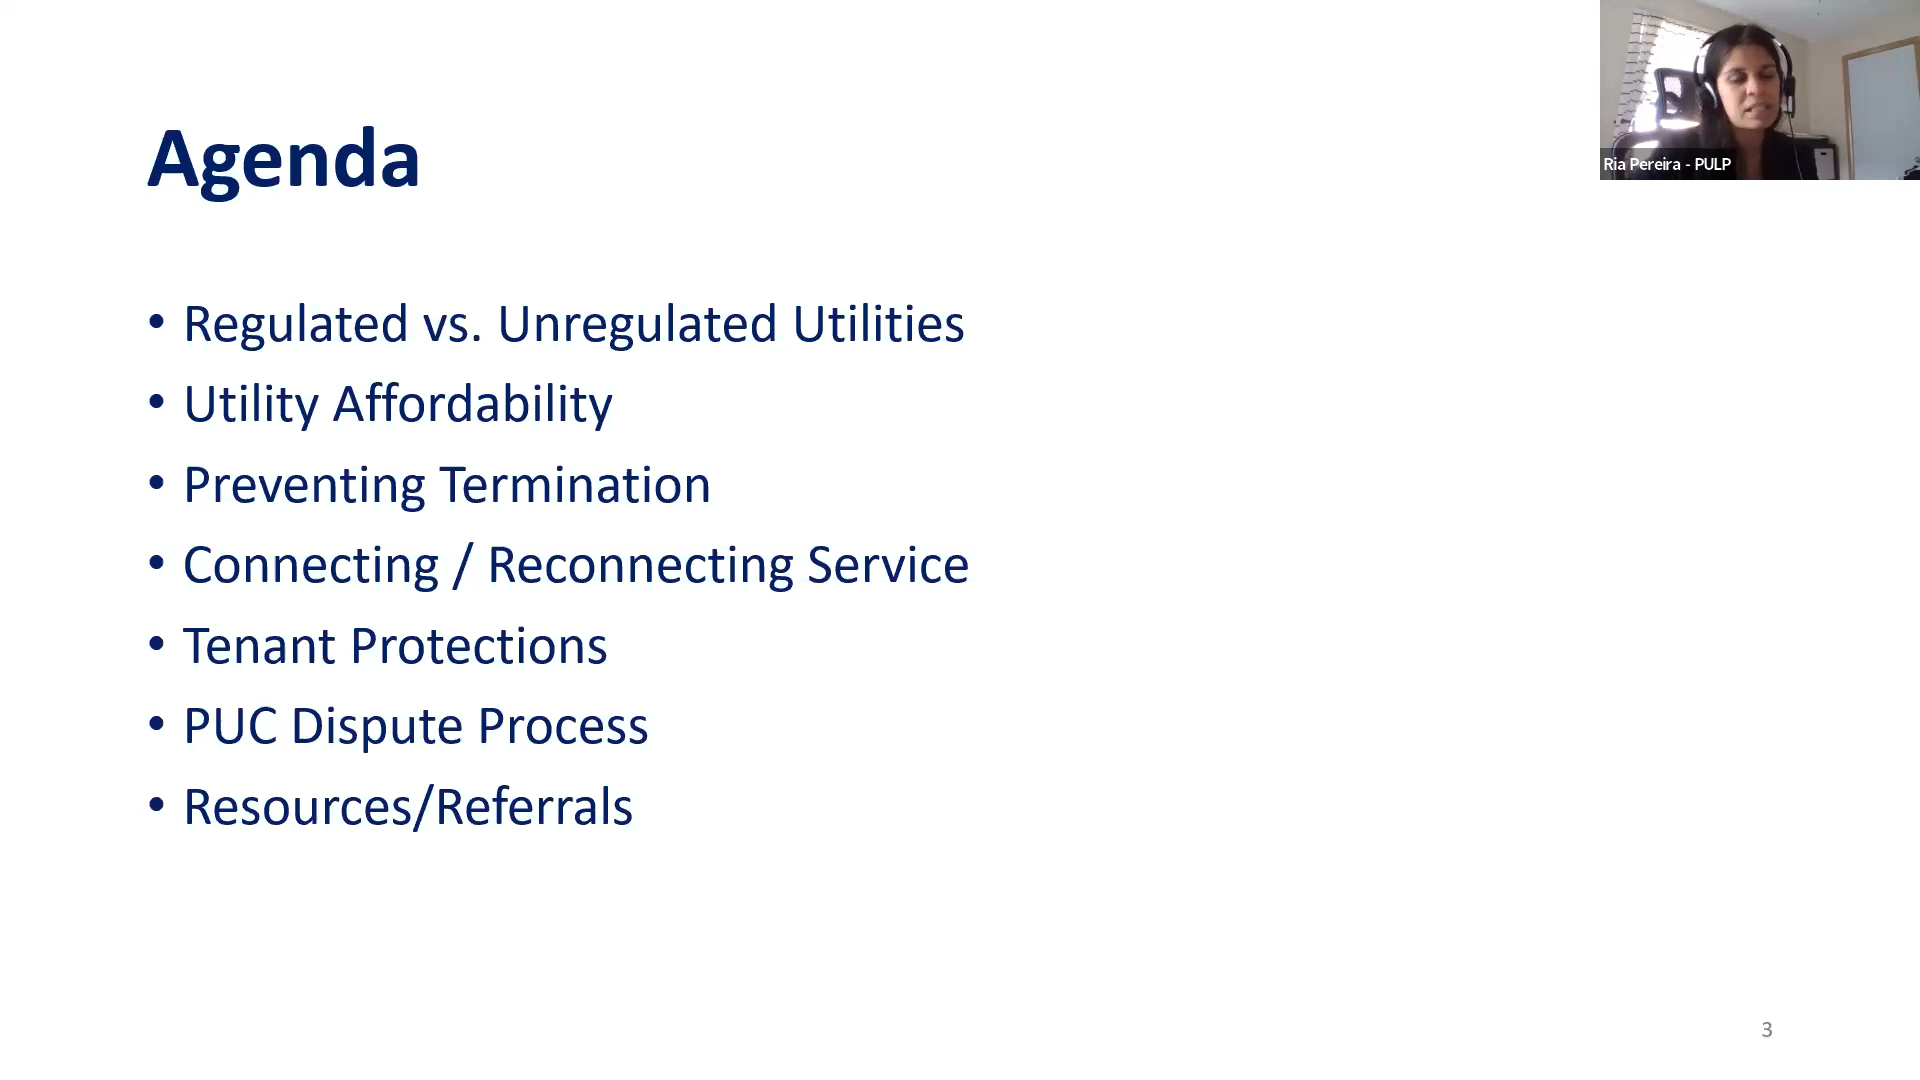 Agenda
Ria Pereira - PULP
• Regulated vs. Unregulated Utilities
• Utility Affordability
• Preventing Termination
• Connecting / Reconnecting Service
• Tenant Protections
• PUC Dispute Process
• Resources/Referrals
3